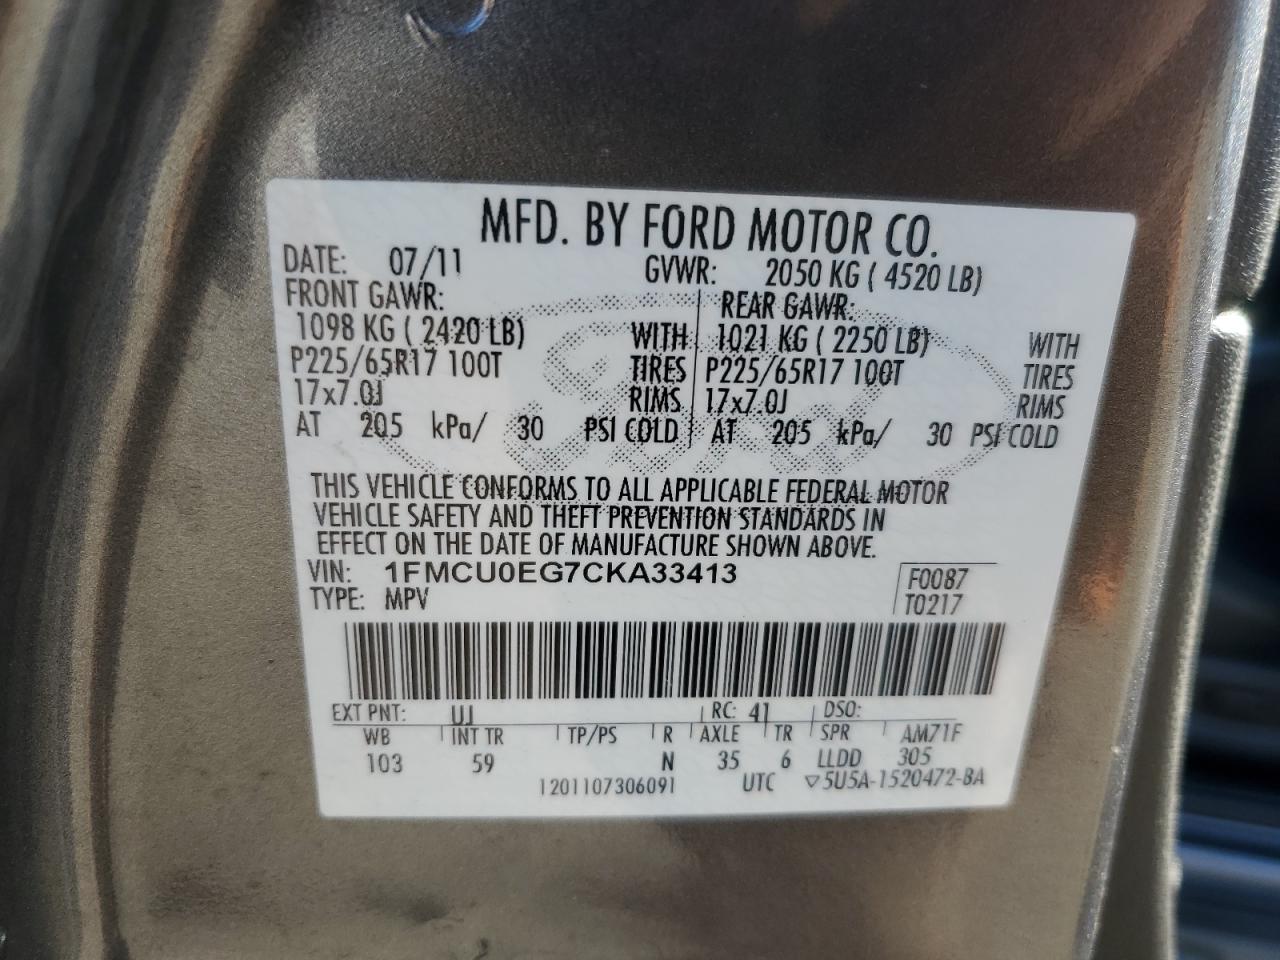 MFD. BY FORD MOTOR CO.
DATE: 07/11 GVWR: 2050 KG ( 4520 LB)
FRONT GAWR: REAR GAWR:
1098 KG ( 2420 LB) WITH 1021 KG ( 2250 LB) WITH
P225/65R17 100T TIRES P225/65R17 100T TIRES
17x7.0J RIMS 17x7.0J RIMS
AT 205 kPa/ 30 PSI COLD AT 205 kPa/ 30 PSI COLD
Ford
THIS VEHICLE CONFORMS TO ALL APPLICABLE FEDERAL MOTOR
VEHICLE SAFETY AND THEFT PREVENTION STANDARDS IN
EFFECT ON THE DATE OF MANUFACTURE SHOWN ABOVE.
VIN: 1FMCU0EG7CKA33413 F0087
TYPE: MPV T0217
EXT PNT: UJ RC: 41 DSO:
WB INT TR TP/PS R AXLE TR SPR AM71F
103 59 N 35 6 LLDD 305
1201107306091 UTC ▽5U5A-1520472-BA